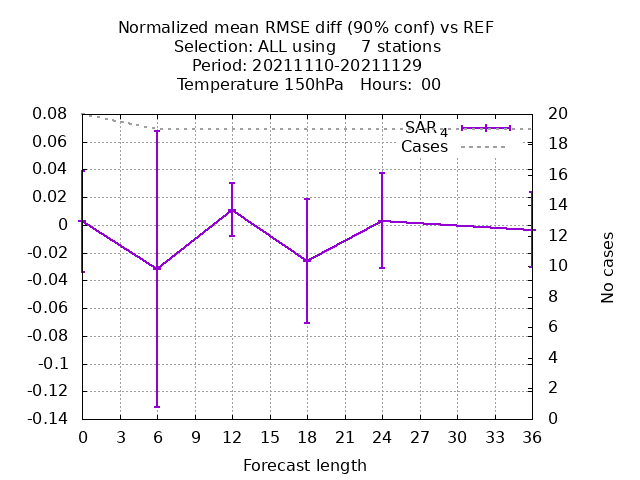 Normalized mean RMSE diff (90% conf) vs REF
Selection: ALL using     7 stations
Period: 20211110-20211129
Temperature 150hPa   Hours:  00
0.08
0.06
0.04
0.02
0
-0.02
-0.04
-0.06
-0.08
-0.1
-0.12
-0.14
SAR 4
Cases
20
18
16
14
12
10
8
6
4
2
0
No cases
0 3 6 9 12 15 18 21 24 27 30 33 36
Forecast length